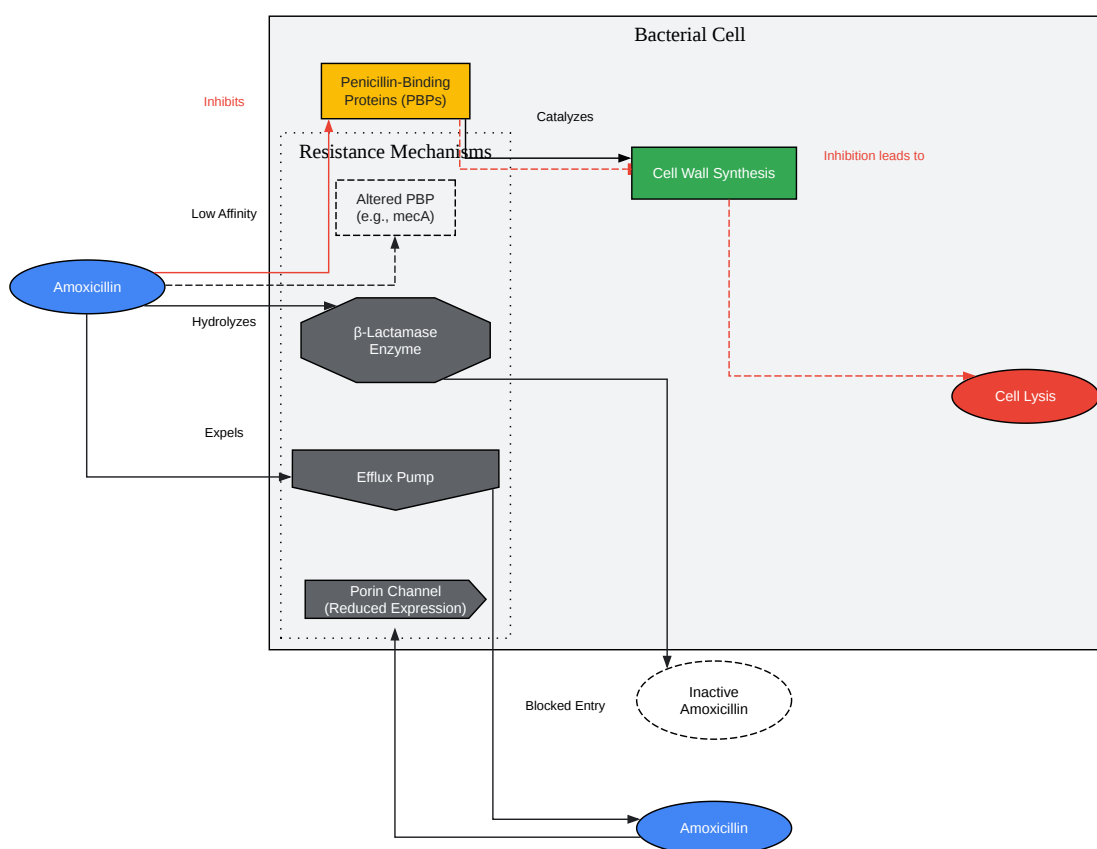 Bacterial Cell
Penicillin-Binding
Proteins (PBPs)
Inhibits
Catalyzes
Resistance Mechanisms
Cell Wall Synthesis
Inhibition leads to
Altered PBP
(e.g., mecA)
Low Affinity
Amoxicillin
Hydrolyzes
β-Lactamase
Enzyme
Cell Lysis
Expels
Efflux Pump
Porin Channel
(Reduced Expression)
Inactive
Amoxicillin
Blocked Entry
Amoxicillin